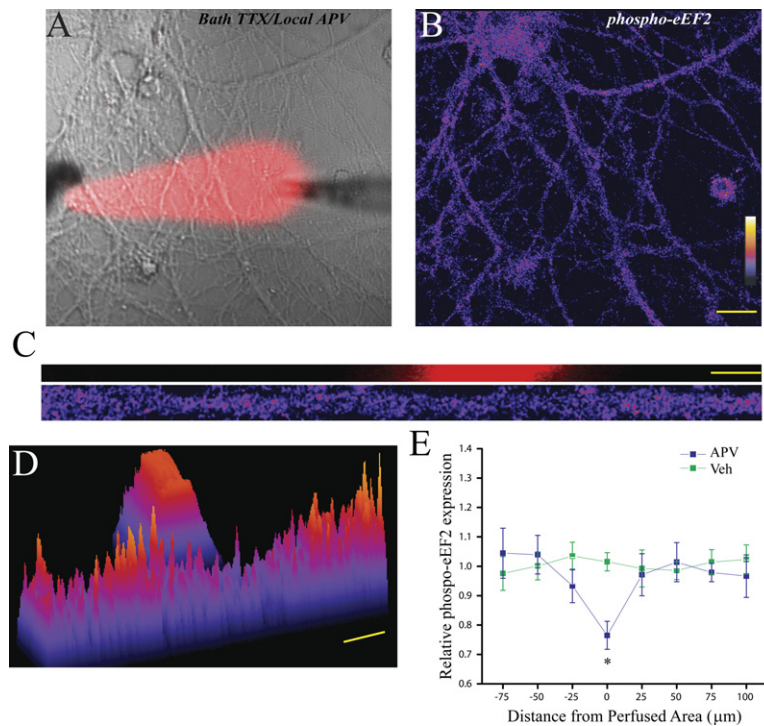 A
Bath TTX/Local APV
B
phospho-eEF2
C
D
E
APV
Veh
Relative phospo-eEF2 expression
1.4
1.3
1.2
1.1
1.0
0.9
0.8
0.7
0.6
*
-75
-50
-25
0
25
50
75
100
Distance from Perfused Area (μm)